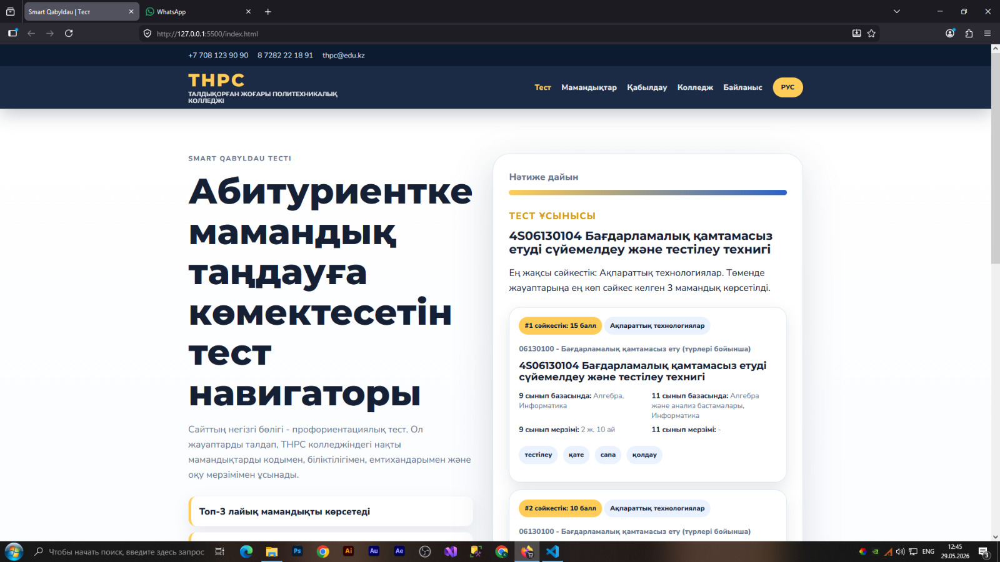 Smart Qabyldau | Тест
WhatsApp
http://127.0.0.1:5500/index.html
+7 708 123 90 90 8 7282 22 18 91 thpc@edu.kz
THPC
ТАЛДЫҚОРҒАН ЖОҒАРЫ ПОЛИТЕХНИКАЛЫҚ
КОЛЛЕДЖІ
Тест Мамандықтар Қабылдау Колледж Байланыс РУС
SMART QABYLDAU ТЕСТІ
Абитуриентке
мамандық
таңдауға
көмектесетін
тест
навигаторы
Сайттың негізгі бөлігі - профориентациялық тест. Ол
жауаптарды талдап, THPC колледжіндегі нақты
мамандықтарды кодымен, біліктілігімен, емтихандарымен және
оқу мерзімімен ұсынады.
Топ-3 лайық мамандықты көрсетеді
Нәтиже дайын
ТЕСТ ҰСЫНЫСЫ
4S06130104 Бағдарламалық қамтамасыз
етуді сүйемелдеу және тестілеу технигі
Ең жақсы сәйкестік: Ақпараттық технологиялар. Төменде
жауаптарыңа ең көп сәйкес келген 3 мамандық көрсетілді.
#1 сәйкестік: 15 балл Ақпараттық технологиялар
06130100 - Бағдарламалық қамтамасыз ету (түрлері бойынша)
4S06130104 Бағдарламалық қамтамасыз етуді
сүйемелдеу және тестілеу технигі
9 сынып базасында: Алгебра,
Информатика
11 сынып базасында: Алгебра
және анализ бастамалары,
Информатика
9 сынып мерзімі: 2 ж. 10 ай
11 сынып мерзімі: -
тестілеу қате сапа қолдау
#2 сәйкестік: 10 балл Ақпараттық технологиялар
06130100 - Бағдарламалық қамтамасыз ету (түрлері бойынша)
Чтобы начать поиск, введите здесь запрос
Ps
Ai
Au
Ae
ENG
12:45
29.05.2026
3